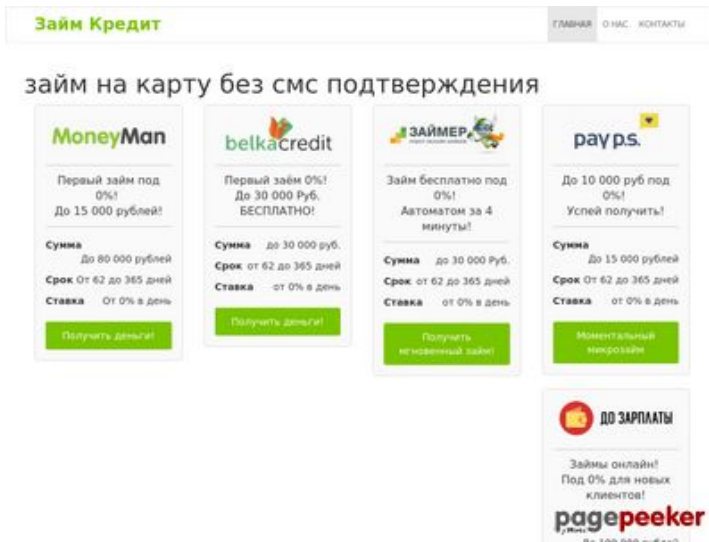 Займ Кредит
ГЛАВНАЯ О НАС КОНТАКТЫ
займ на карту без смс подтверждения
MoneyMan
Первый займ под
0%!
До 15 000 рублей!
Сумма
До 80 000 рублей
Срок От 62 до 365 дней
Ставка От 0% в день
Получить деньги!
belkacredit
Первый заём 0%!
До 30 000 Руб.
БЕСПЛАТНО!
Сумма до 30 000 руб.
Срок от 62 до 365 дней
Ставка от 0% в день
Получить деньги!
ЗАЙМЕР
Займ бесплатно под
0%!
Автоматом за 4
минуты!
Сумма до 30 000 Руб.
Срок от 62 до 365 дней
Ставка от 0% в день
Получить
мгновенный займ!
pay p.s.
До 10 000 руб под
0%!
Успей получить!
Сумма
До 15 000 рублей
Срок От 62 до 365 дней
Ставка от 0% в день
Моментальный
микрозайм
ДО ЗАРПЛАТЫ
Займы онлайн!
Под 0% для новых
клиентов!
pagepeeker
До 100 000 рублей